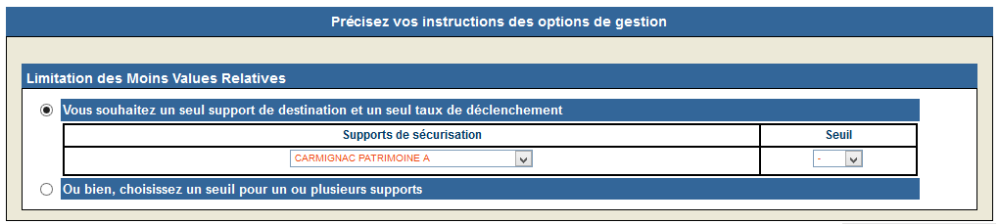 Précisez vos instructions des options de gestion
Limitation des Moins Values Relatives
Vous souhaitez un seul support de destination et un seul taux de déclenchement
Supports de sécurisation Seuil
CARMIGNAC PATRIMOINE A -
Ou bien, choisissez un seuil pour un ou plusieurs supports